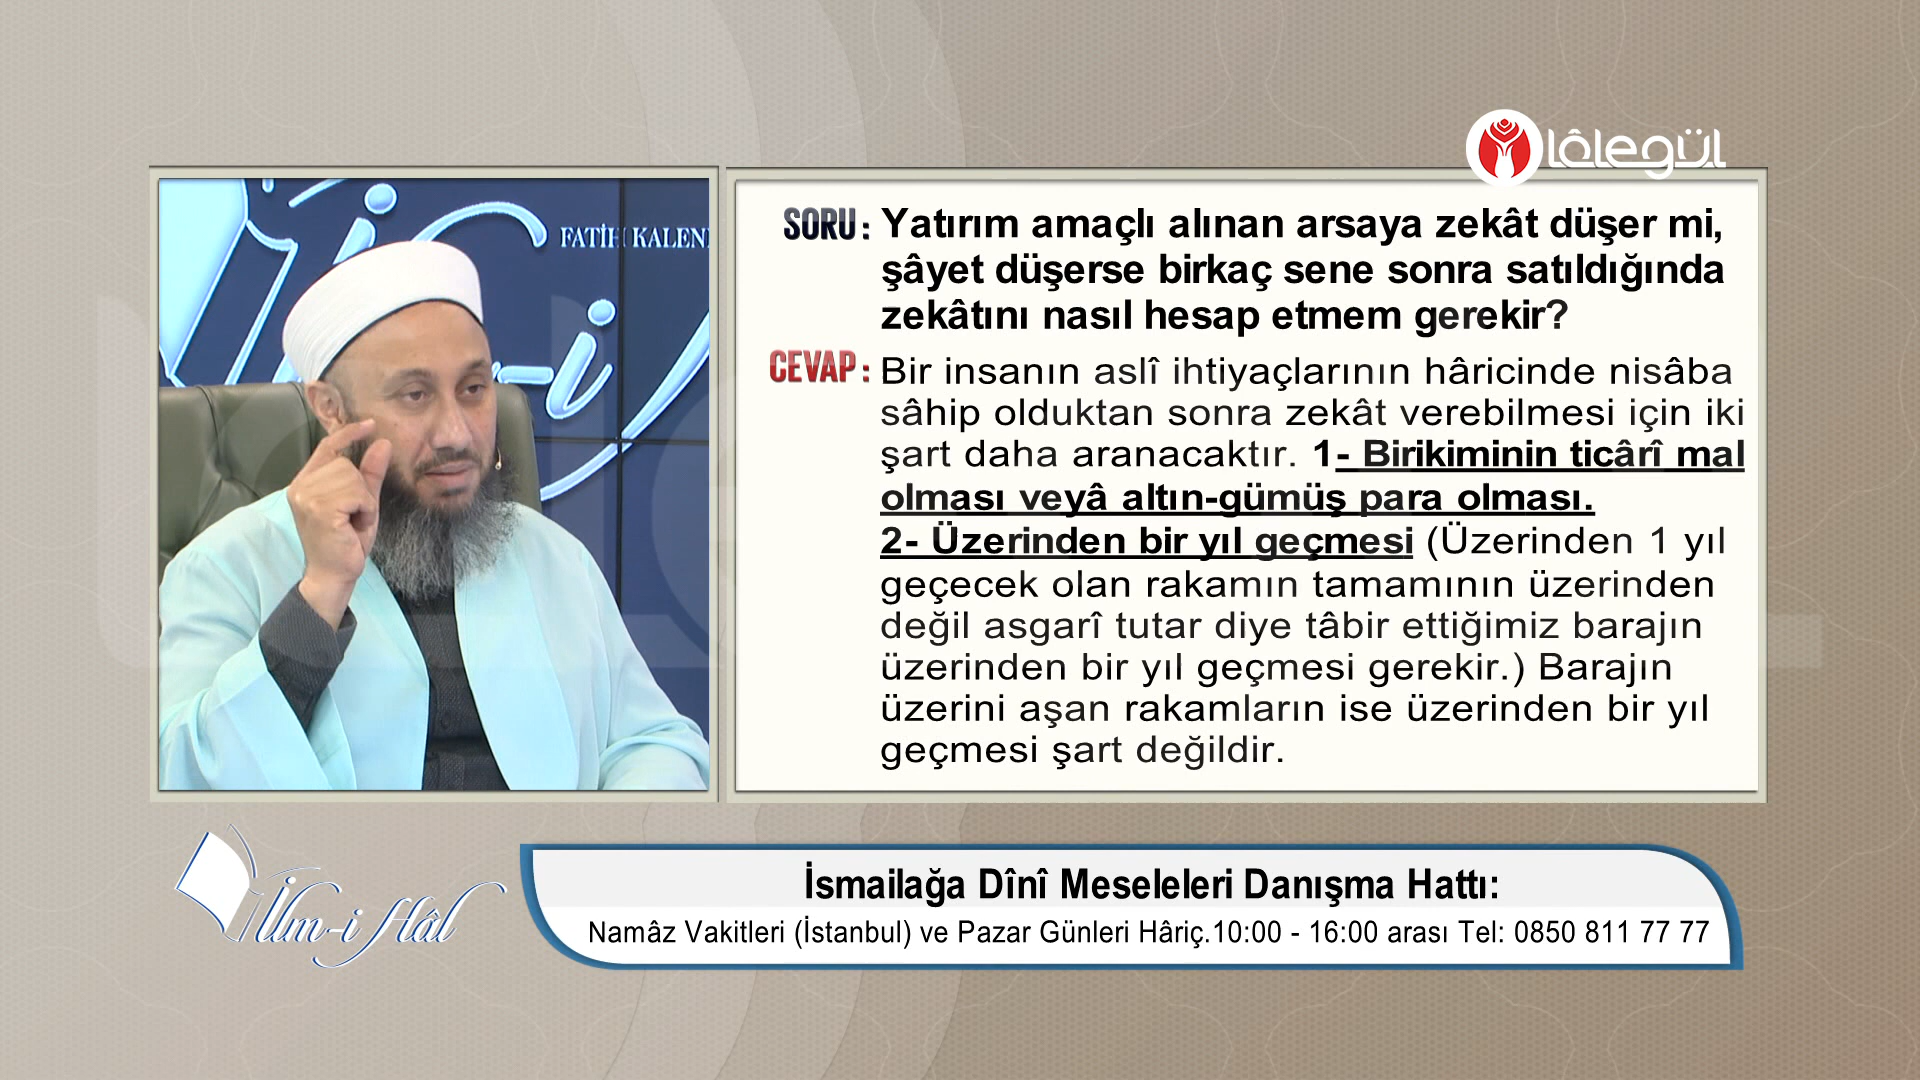 lâlegül
FATİH KALEN
SORU : Yatırım amaçlı alınan arsaya zekât düşer mi,
şâyet düşerse birkaç sene sonra satıldığında
zekâtını nasıl hesap etmem gerekir?
CEVAP : Bir insanın aslî ihtiyaçlarının hâricinde nisâba
sâhip olduktan sonra zekât verebilmesi için iki
şart daha aranacaktır. 1- Birikiminin ticârî mal
olması veyâ altın-gümüş para olması.
2- Üzerinden bir yıl geçmesi (Üzerinden 1 yıl
geçecek olan rakamın tamamının üzerinden
değil asgarî tutar diye tâbir ettiğimiz barajın
üzerinden bir yıl geçmesi gerekir.) Barajın
üzerini aşan rakamların ise üzerinden bir yıl
geçmesi şart değildir.
İlm-i Hâl
İsmailağa Dînî Meseleleri Danışma Hattı:
Namâz Vakitleri (İstanbul) ve Pazar Günleri Hâriç.10:00 - 16:00 arası Tel: 0850 811 77 77